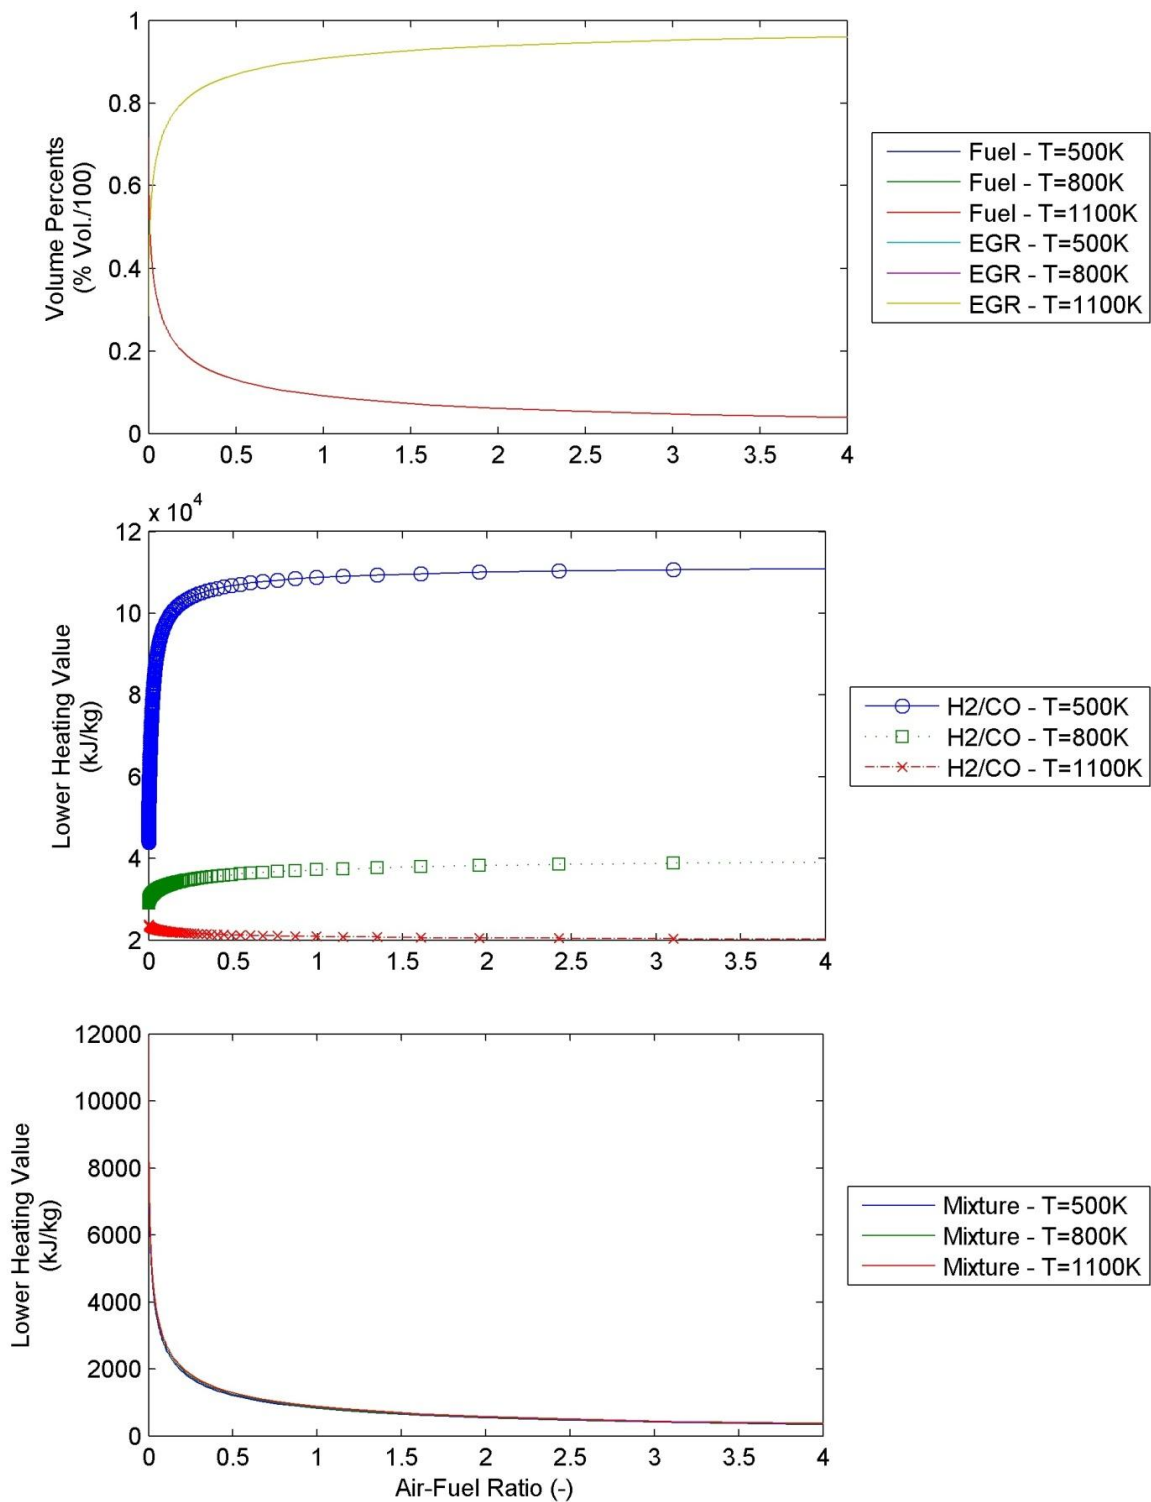 1
0.8
0.6
0.4
0.2
0
Volume Percents
(% Vol./100)
0 0.5 1 1.5 2 2.5 3 3.5 4
Fuel - T=500K
Fuel - T=800K
Fuel - T=1100K
EGR - T=500K
EGR - T=800K
EGR - T=1100K
x 10^4
12
10
8
6
4
2
Lower Heating Value
(kJ/kg)
0 0.5 1 1.5 2 2.5 3 3.5 4
H2/CO - T=500K
H2/CO - T=800K
H2/CO - T=1100K
12000
10000
8000
6000
4000
2000
0
Lower Heating Value
(kJ/kg)
0 0.5 1 1.5 2 2.5 3 3.5 4
Air-Fuel Ratio (-)
Mixture - T=500K
Mixture - T=800K
Mixture - T=1100K